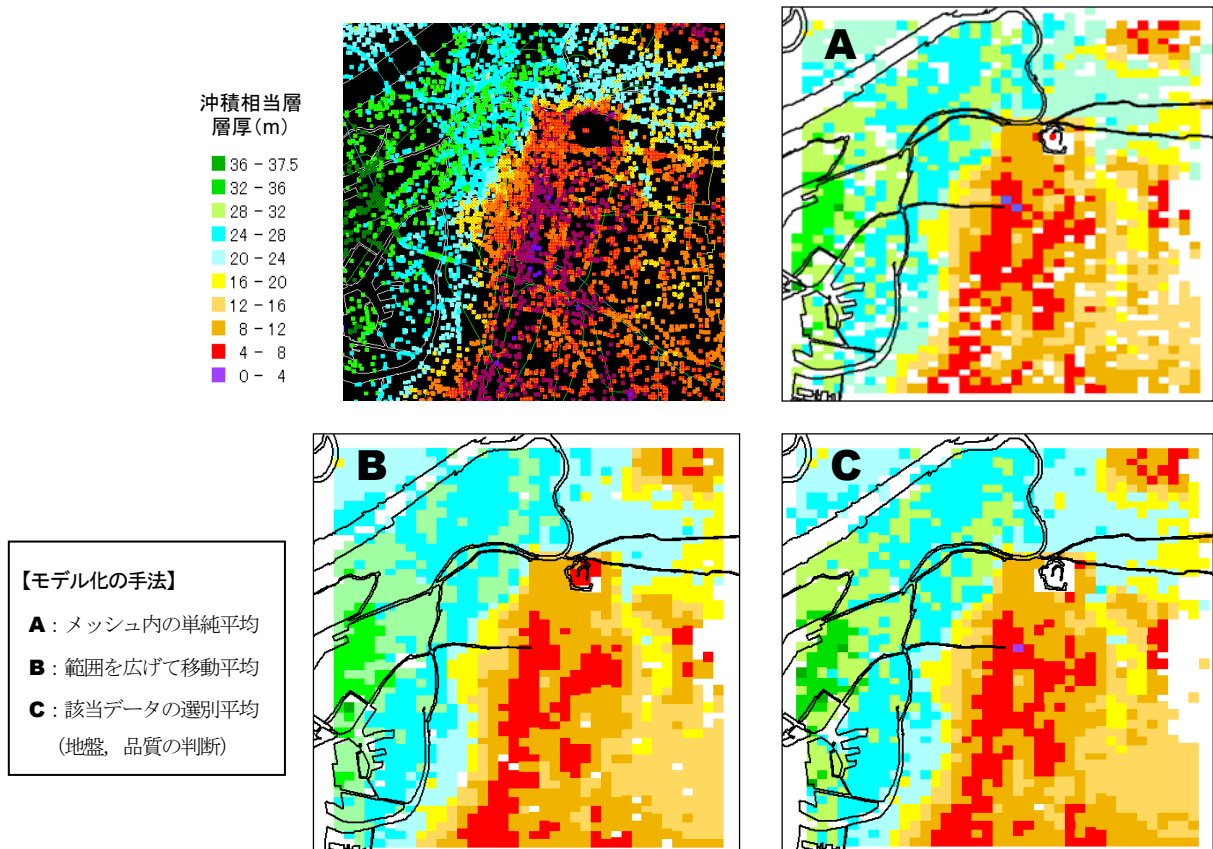 沖積相当層
層厚(m)
36 - 37.5
32 - 36
28 - 32
24 - 28
20 - 24
16 - 20
12 - 16
8 - 12
4 - 8
0 - 4
A
B
C
【モデル化の手法】
A：メッシュ内の単純平均
B：範囲を広げて移動平均
C：該当データの選別平均
（地盤，品質の判断）